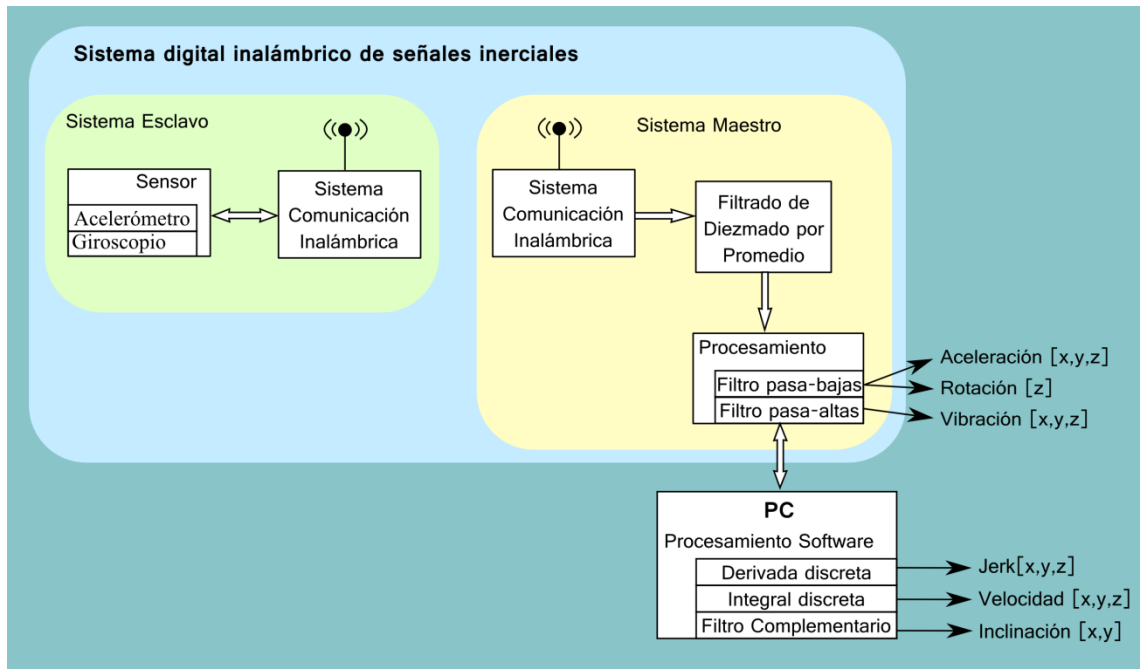 Sistema digital inalámbrico de señales inerciales
Sistema Esclavo
Sensor
Acelerómetro
Giroscopio
Sistema
Comunicación
Inalámbrica
Sistema Maestro
Sistema
Comunicación
Inalámbrica
Filtrado de
Diezmado por
Promedio
Procesamiento
Filtro pasa-bajas
Filtro pasa-altas
Aceleración [x,y,z]
Rotación [z]
Vibración [x,y,z]
PC
Procesamiento Software
Derivada discreta
Integral discreta
Filtro Complementario
Jerk[x,y,z]
Velocidad [x,y,z]
Inclinación [x,y]